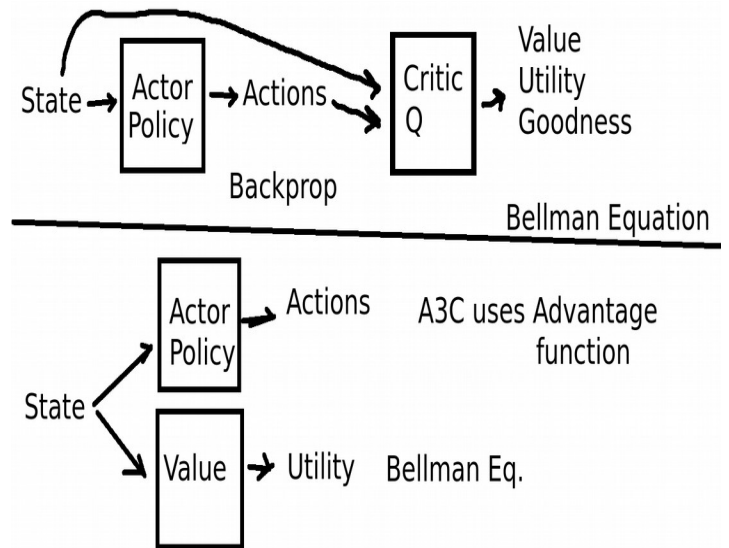 Value
Utility
Goodness
State
Actor
Policy
Actions
Critic
Q
Backprop
Bellman Equation
Actor
Policy
Actions
A3C uses Advantage
function
State
Value
Utility
Bellman Eq.